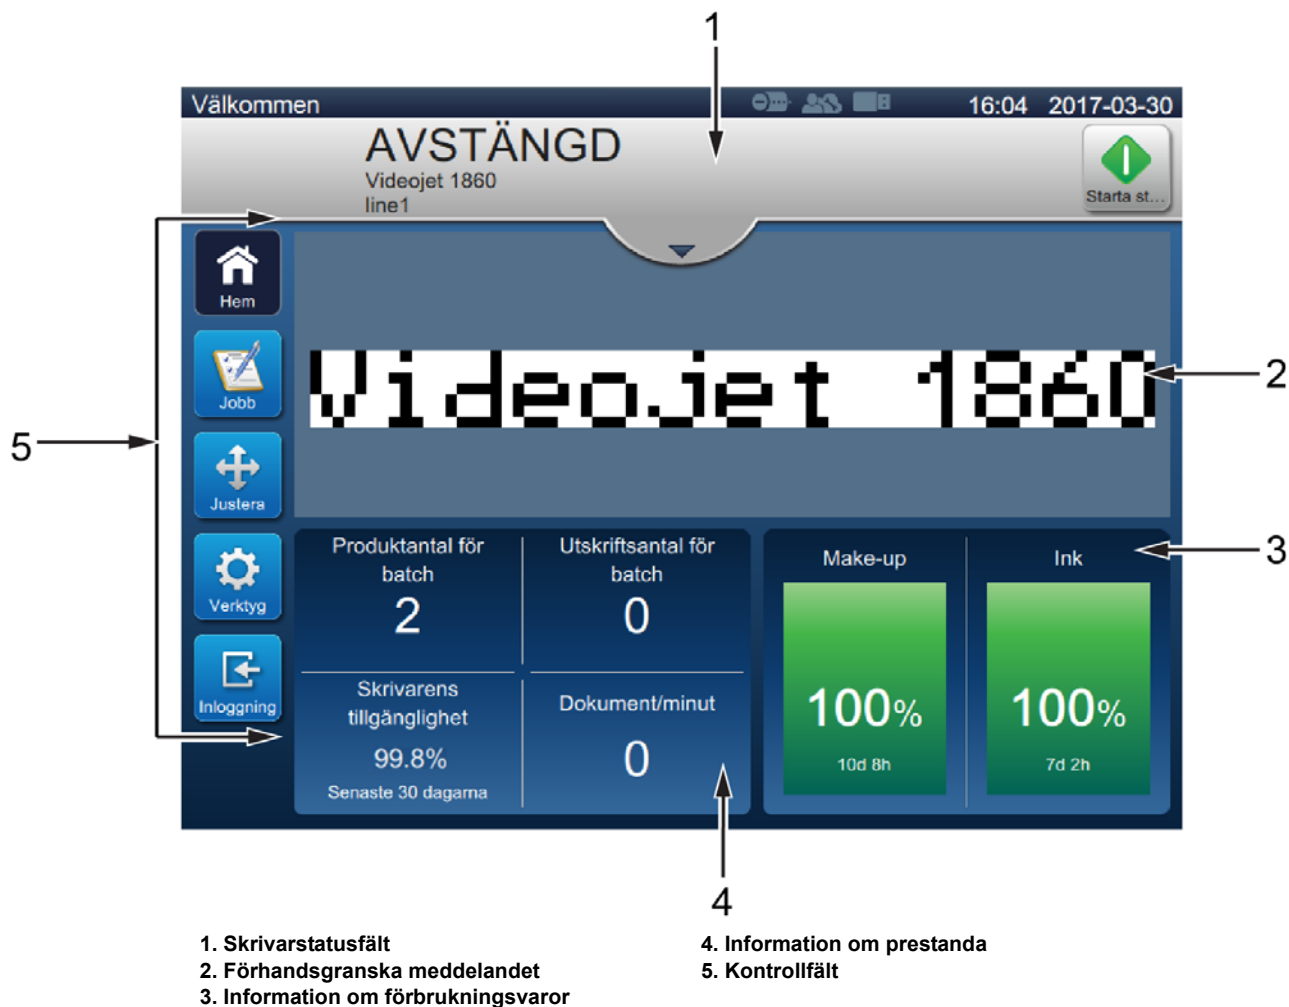 1
Välkommen
16:04 2017-03-30
AVSTÄNGD
Videojet 1860
line1
Starta st...
Hem
Jobb
Justera
Verktyg
Inloggning
5
Videojet 1860
2
Produktantal för
batch
2
Utskriftsantal för
batch
0
Skrivarens
tillgänglighet
99.8%
Senaste 30 dagarna
Dokument/minut
0
Make-up
100%
10d 8h
Ink
100%
7d 2h
3
4
1. Skrivarstatusfält
2. Förhandsgranska meddelandet
3. Information om förbrukningsvaror
4. Information om prestanda
5. Kontrollfält